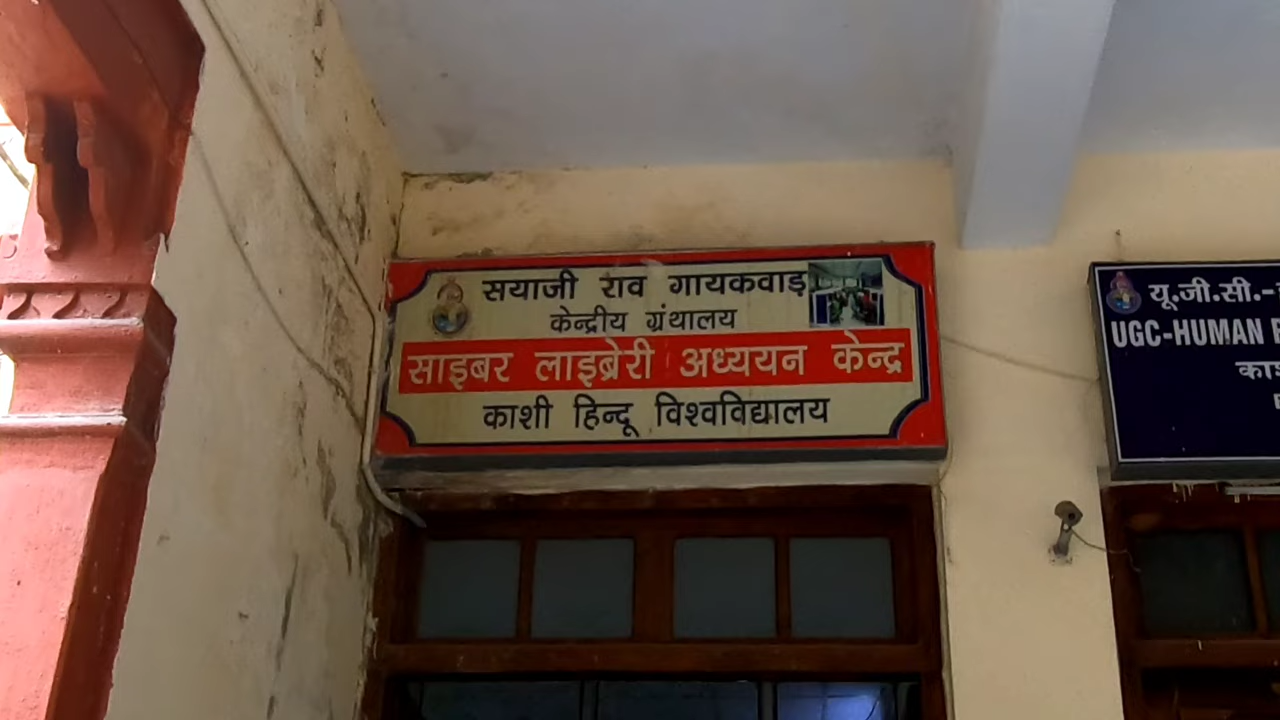 सयाजी राव गायकवाड़
केन्द्रीय ग्रंथालय
साइबर लाइब्रेरी अध्ययन केन्द्र
काशी हिन्दू विश्वविद्यालय
यू.जी.सी.-
UGC-HUMAN